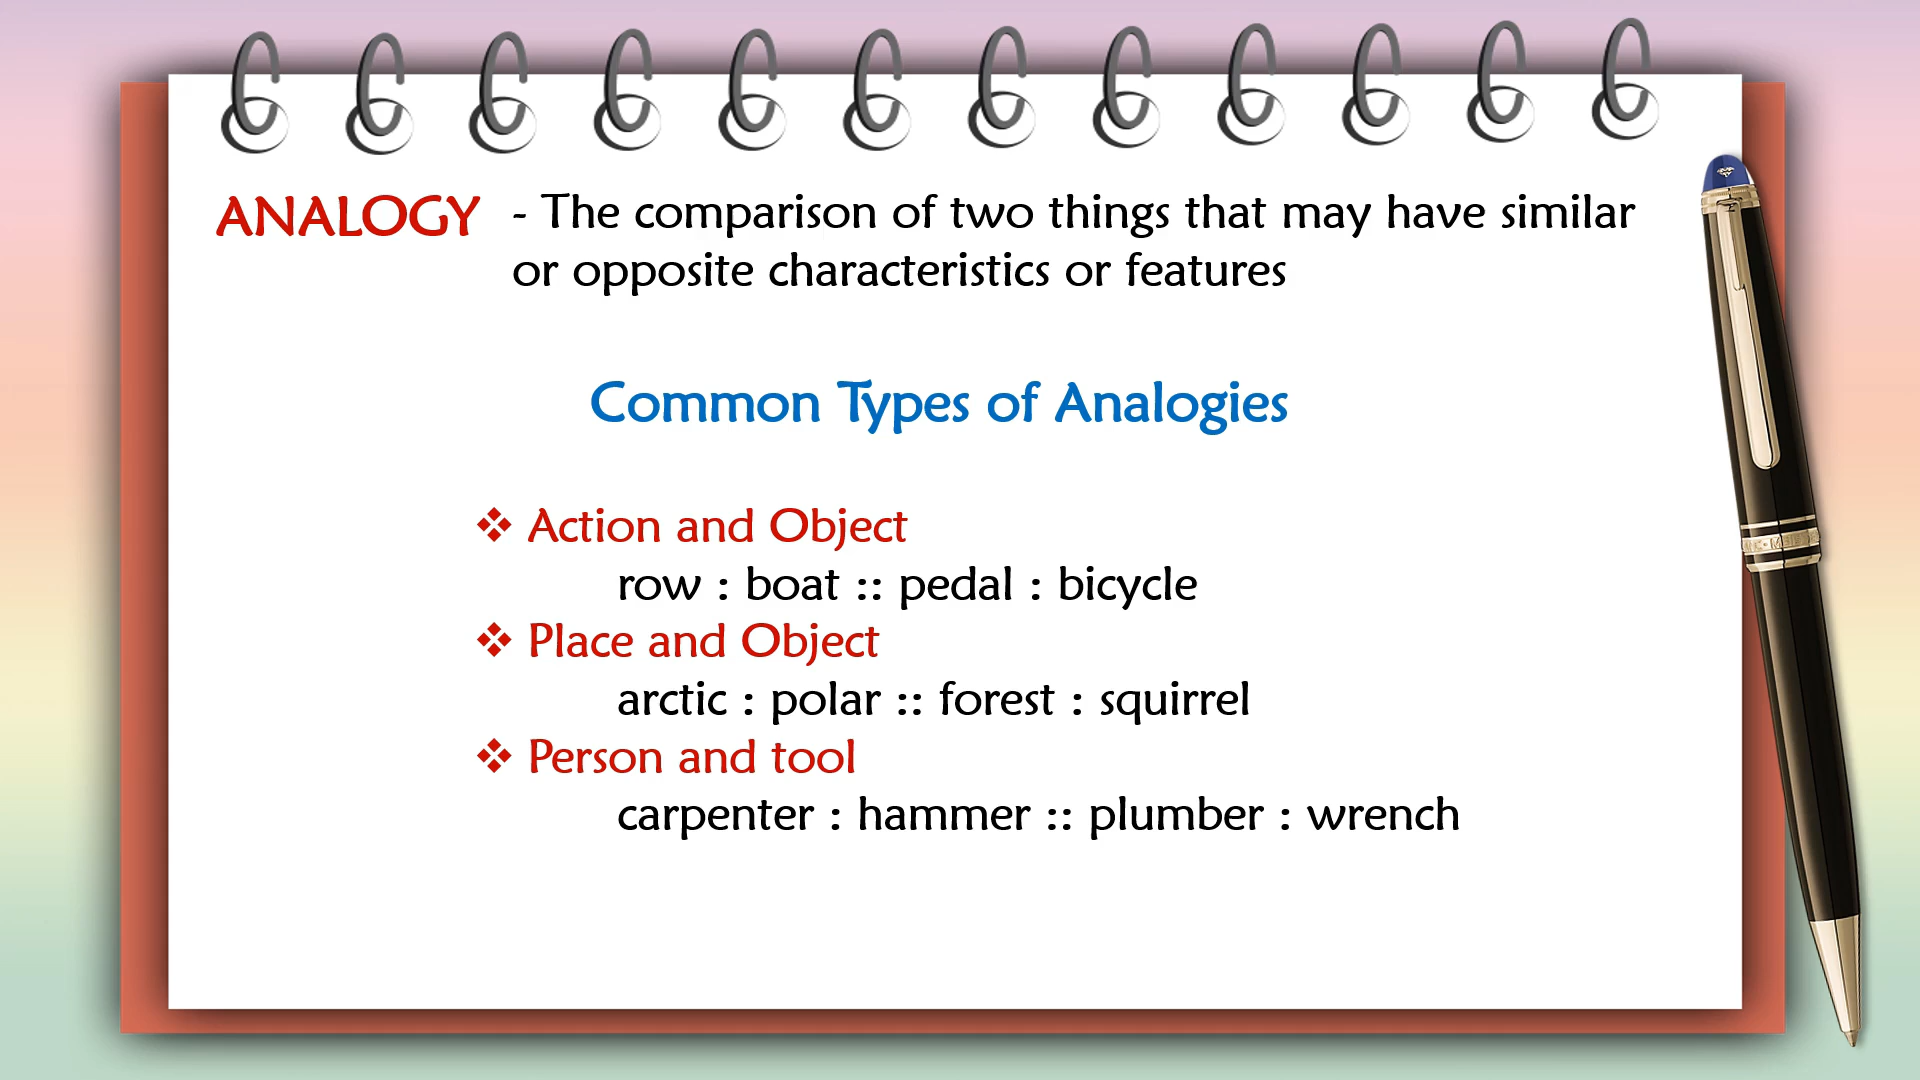 ANALOGY - The comparison of two things that may have similar
or opposite characteristics or features
Common Types of Analogies
❖ Action and Object
row : boat :: pedal : bicycle
❖ Place and Object
arctic : polar :: forest : squirrel
❖ Person and tool
carpenter : hammer :: plumber : wrench